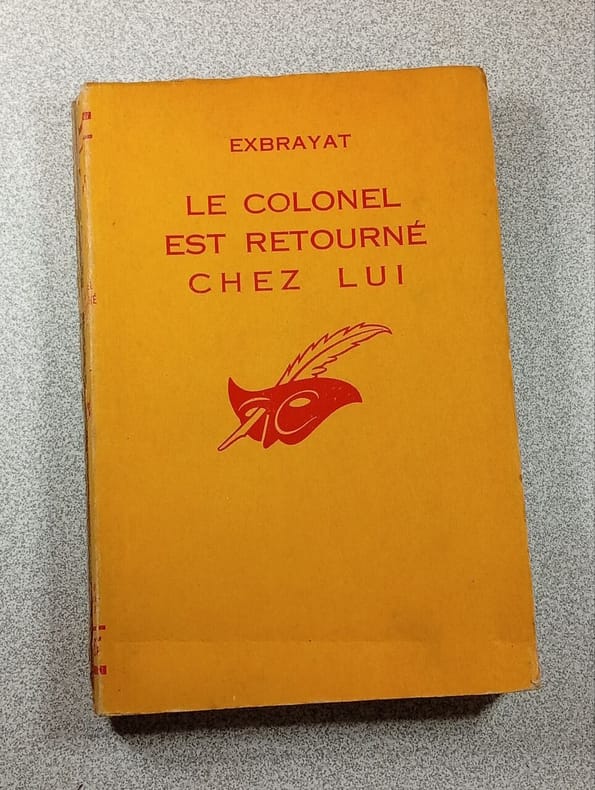 EXBRAYAT
LE COLONEL
EST RETOURNÉ
CHEZ LUI